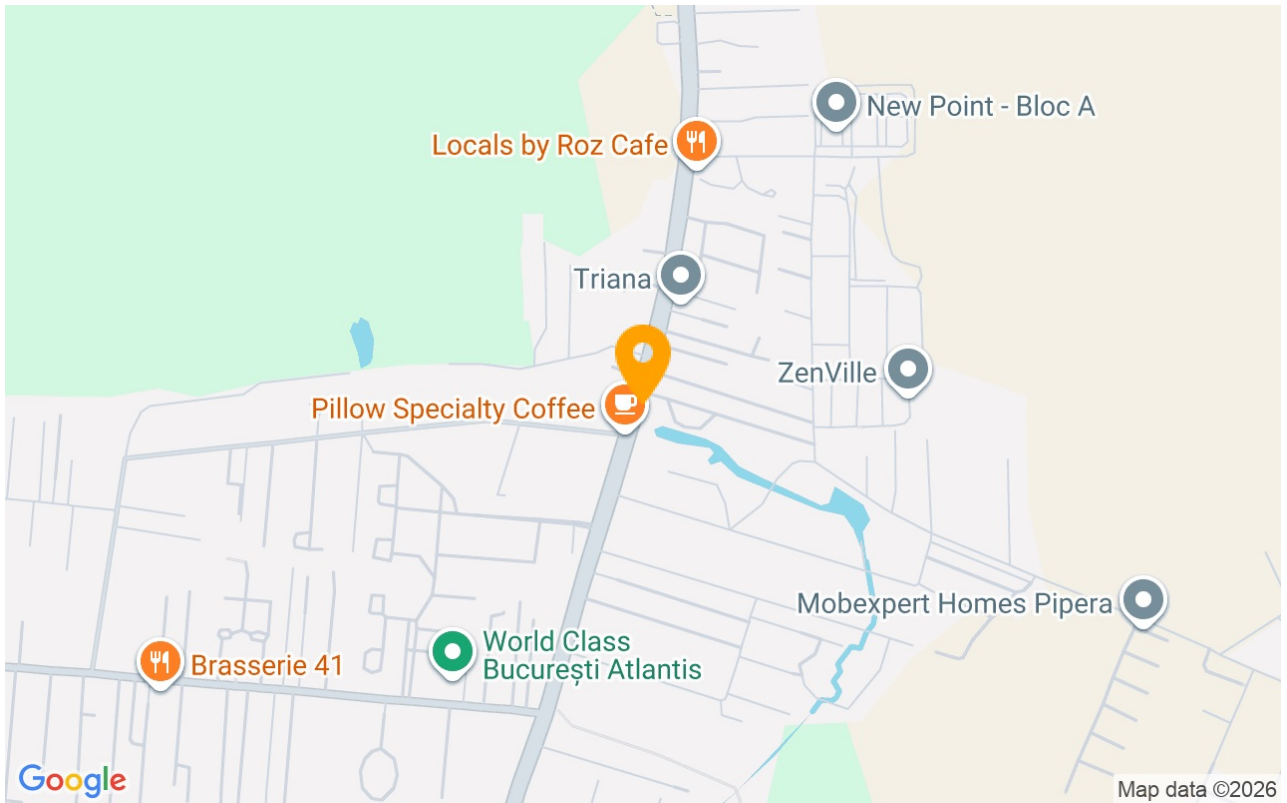 New Point - Bloc A
Locals by Roz Cafe
Triana
ZenVille
Pillow Specialty Coffee
Mobexpert Homes Pipera
World Class
București Atlantis
Brasserie 41
Google
Map data ©2026